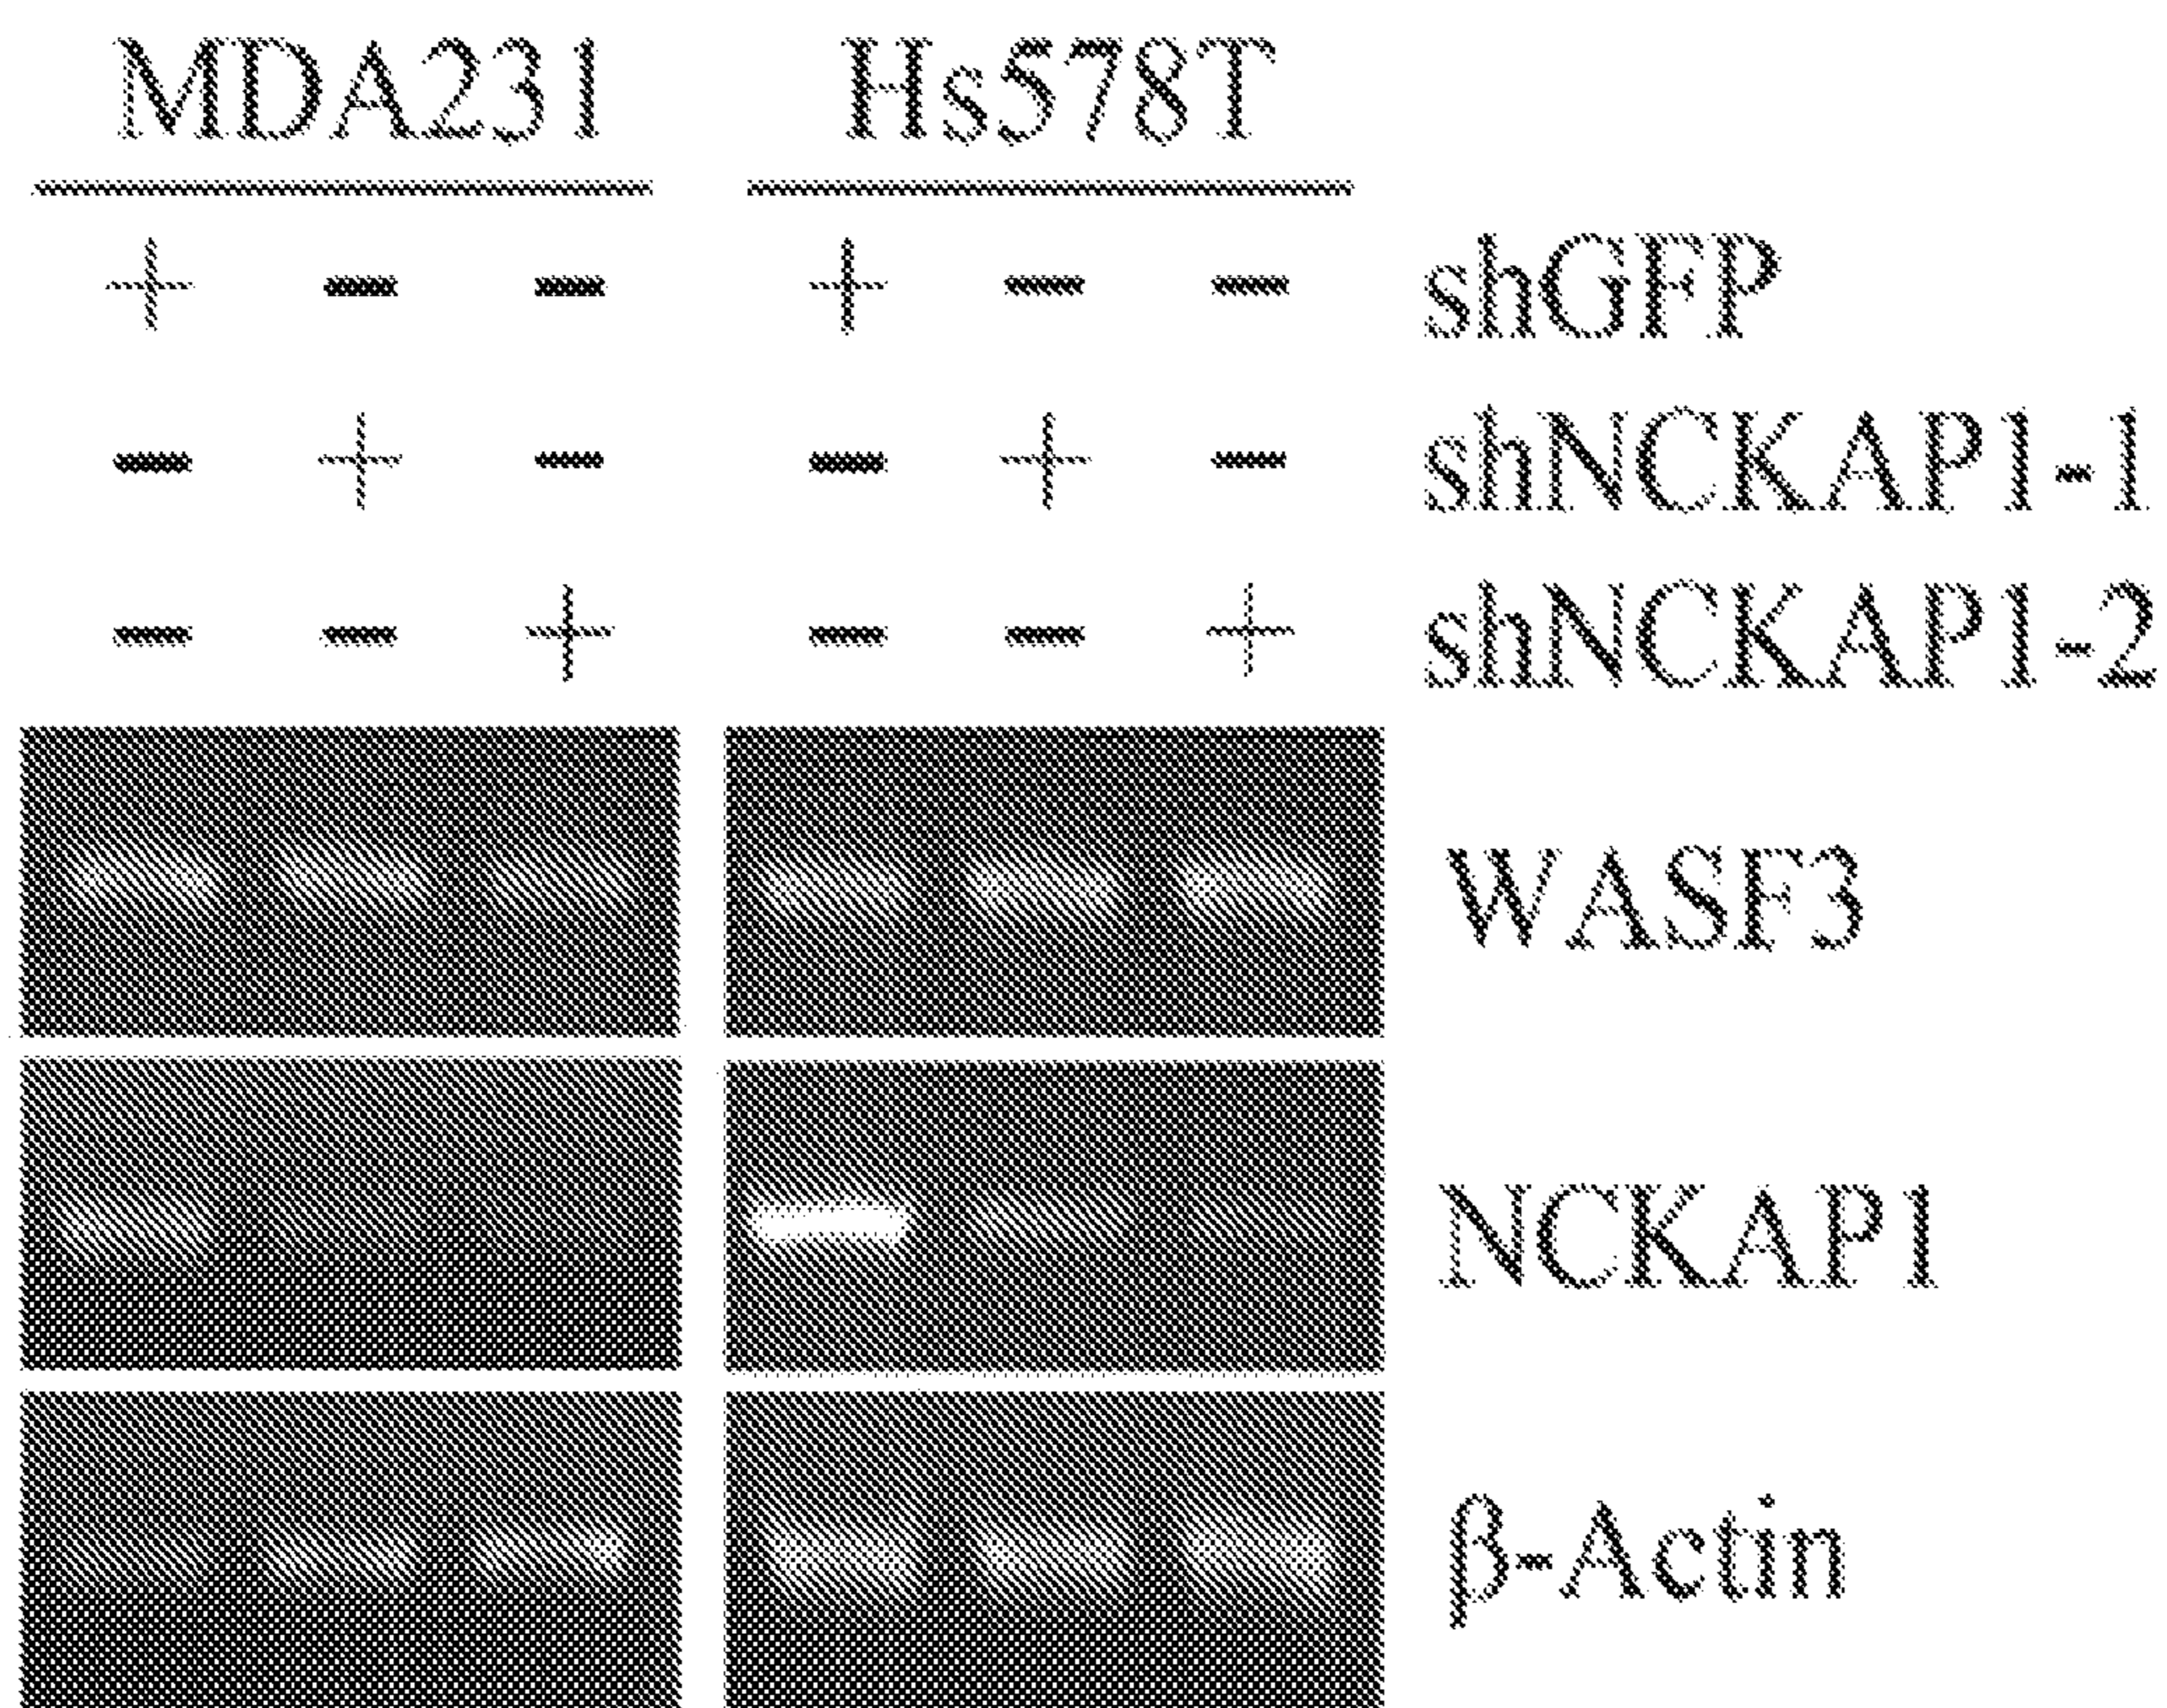 MDA231 Hs578T
+ - - + - - shGFP
- + - - + - shNCKAP1-1
- - + - - + shNCKAP1-2
WASF3
NCKAP1
β-Actin